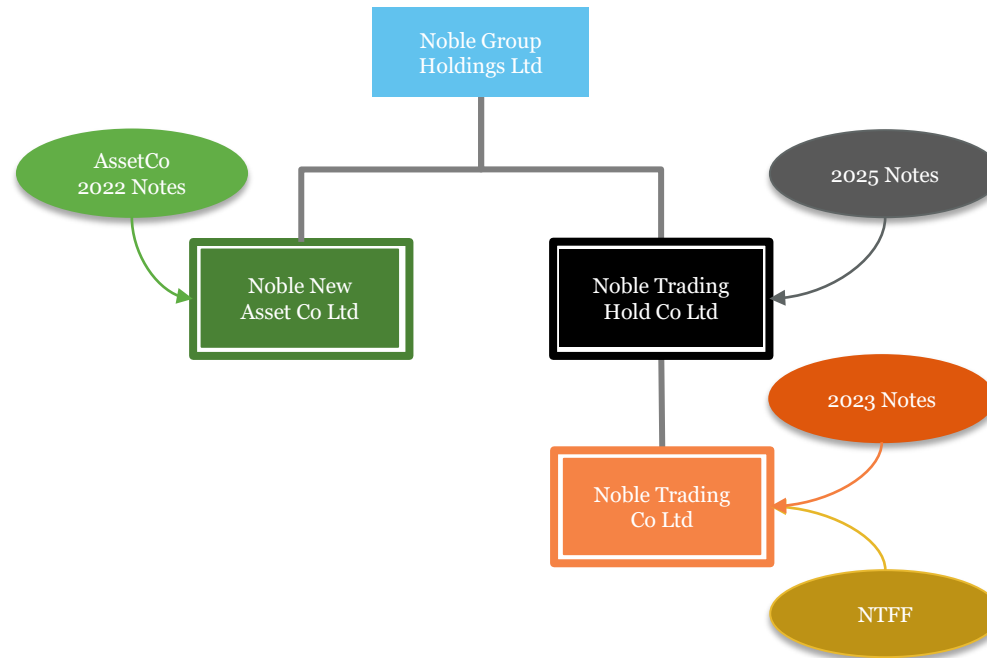 Noble Group
Holdings Ltd
AssetCo
2022 Notes
2025 Notes
Noble New
Asset Co Ltd
Noble Trading
Hold Co Ltd
2023 Notes
Noble Trading
Co Ltd
NTFF